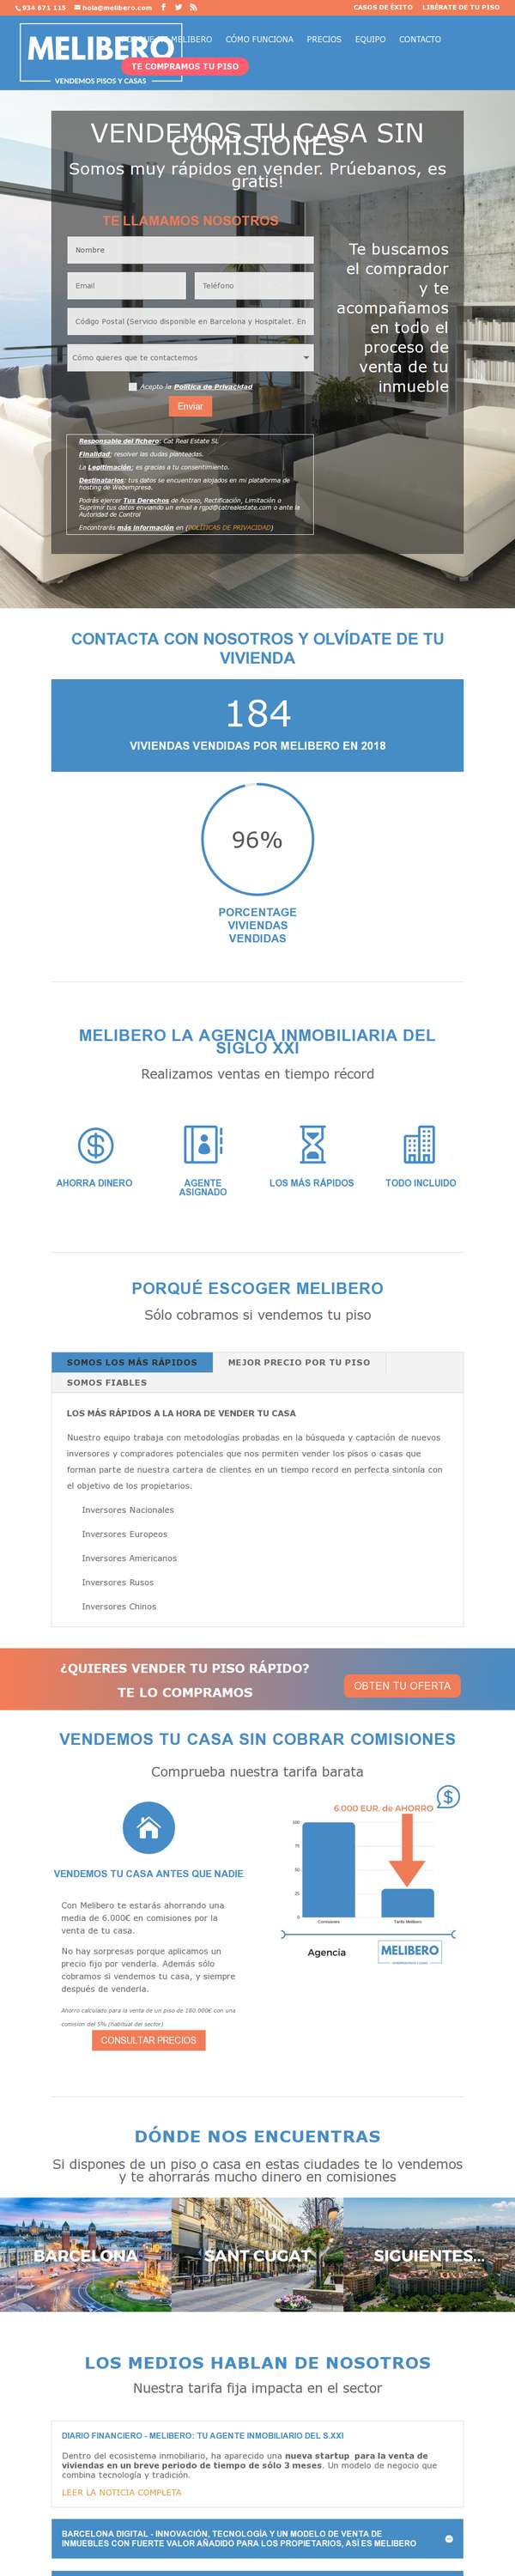 934 671 115 hola@melibero.com CASOS DE ÉXITO LIBÉRATE DE TU PISO
MELIBERO
VENDEMOS PISOS Y CASAS
MELIBERO CÓMO FUNCIONA PRECIOS EQUIPO CONTACTO
TE COMPRAMOS TU PISO
VENDEMOS TU CASA SIN
COMISIONES
Somos muy rápidos en vender. Prúebanos, es
gratis!
TE LLAMAMOS NOSOTROS
Nombre
Email Teléfono
Código Postal (Servicio disponible en Barcelona y Hospitalet. En
Cómo quieres que te contactemos
Acepto la Política de Privacidad
Enviar
Te buscamos
el comprador
y te
acompañamos
en todo el
proceso de
venta de tu
inmueble
Responsable del fichero: Cat Real Estate SL
Finalidad: resolver las dudas planteadas.
La Legitimación: es gracias a tu consentimiento.
Destinatarios: tus datos se encuentran alojados en mi plataforma de
hosting de Webempresa.
Podrás ejercer Tus Derechos de Acceso, Rectificación, Limitación o
Suprimir tus datos enviando un email a rgpd@catrealestate.com o ante la
Autoridad de Control
Encontrarás más información en (POLÍTICAS DE PRIVACIDAD)
CONTACTA CON NOSOTROS Y OLVÍDATE DE TU
VIVIENDA
184
VIVIENDAS VENDIDAS POR MELIBERO EN 2018
96%
PORCENTAGE
VIVIENDAS
VENDIDAS
MELIBERO LA AGENCIA INMOBILIARIA DEL
SIGLO XXI
Realizamos ventas en tiempo récord
AHORRA DINERO
AGENTE
ASIGNADO
LOS MÁS RÁPIDOS
TODO INCLUIDO
PORQUÉ ESCOGER MELIBERO
Sólo cobramos si vendemos tu piso
SOMOS LOS MÁS RÁPIDOS MEJOR PRECIO POR TU PISO
SOMOS FIABLES
LOS MÁS RÁPIDOS A LA HORA DE VENDER TU CASA
Nuestro equipo trabaja con metodologías probadas en la búsqueda y captación de nuevos
inversores y compradores potenciales que nos permiten vender los pisos o casas que
forman parte de nuestra cartera de clientes en un tiempo record en perfecta sintonía con
el objetivo de los propietarios.
Inversores Nacionales
Inversores Europeos
Inversores Americanos
Inversores Rusos
Inversores Chinos
¿QUIERES VENDER TU PISO RÁPIDO?
TE LO COMPRAMOS
OBTEN TU OFERTA
VENDEMOS TU CASA SIN COBRAR COMISIONES
Comprueba nuestra tarifa barata
VENDEMOS TU CASA ANTES QUE NADIE
Con Melibero te estarás ahorrando una
media de 6.000€ en comisiones por la
venta de tu casa.
No hay sorpresas porque aplicamos un
precio fijo por venderla. Además sólo
cobramos si vendemos tu casa, y siempre
después de venderla.
Ahorro calculado para la venta de un piso de 180.000€ con una
comision del 5% (habitual del sector)
CONSULTAR PRECIOS
6.000 EUR. de AHORRO
100
75
50
25
0
Comisiones Tarifa Melibero
Agencia MELIBERO
DÓNDE NOS ENCUENTRAS
Si dispones de un piso o casa en estas ciudades te lo vendemos
y te ahorrarás mucho dinero en comisiones
BARCELONA SANT CUGAT SIGUIENTES...
LOS MEDIOS HABLAN DE NOSOTROS
Nuestra tarifa fija impacta en el sector
DIARIO FINANCIERO - MELIBERO: TU AGENTE INMOBILIARIO DEL S.XXI
Dentro del ecosistema inmobiliario, ha aparecido una nueva startup para la venta de
viviendas en un breve periodo de tiempo de sólo 3 meses. Un modelo de negocio que
combina tecnología y tradición.
LEER LA NOTICIA COMPLETA
BARCELONA DIGITAL - INNOVACIÓN, TECNOLOGÍA Y UN MODELO DE VENTA DE
INMUEBLES CON FUERTE VALOR AÑADIDO PARA LOS PROPIETARIOS, ASÍ ES MELIBERO